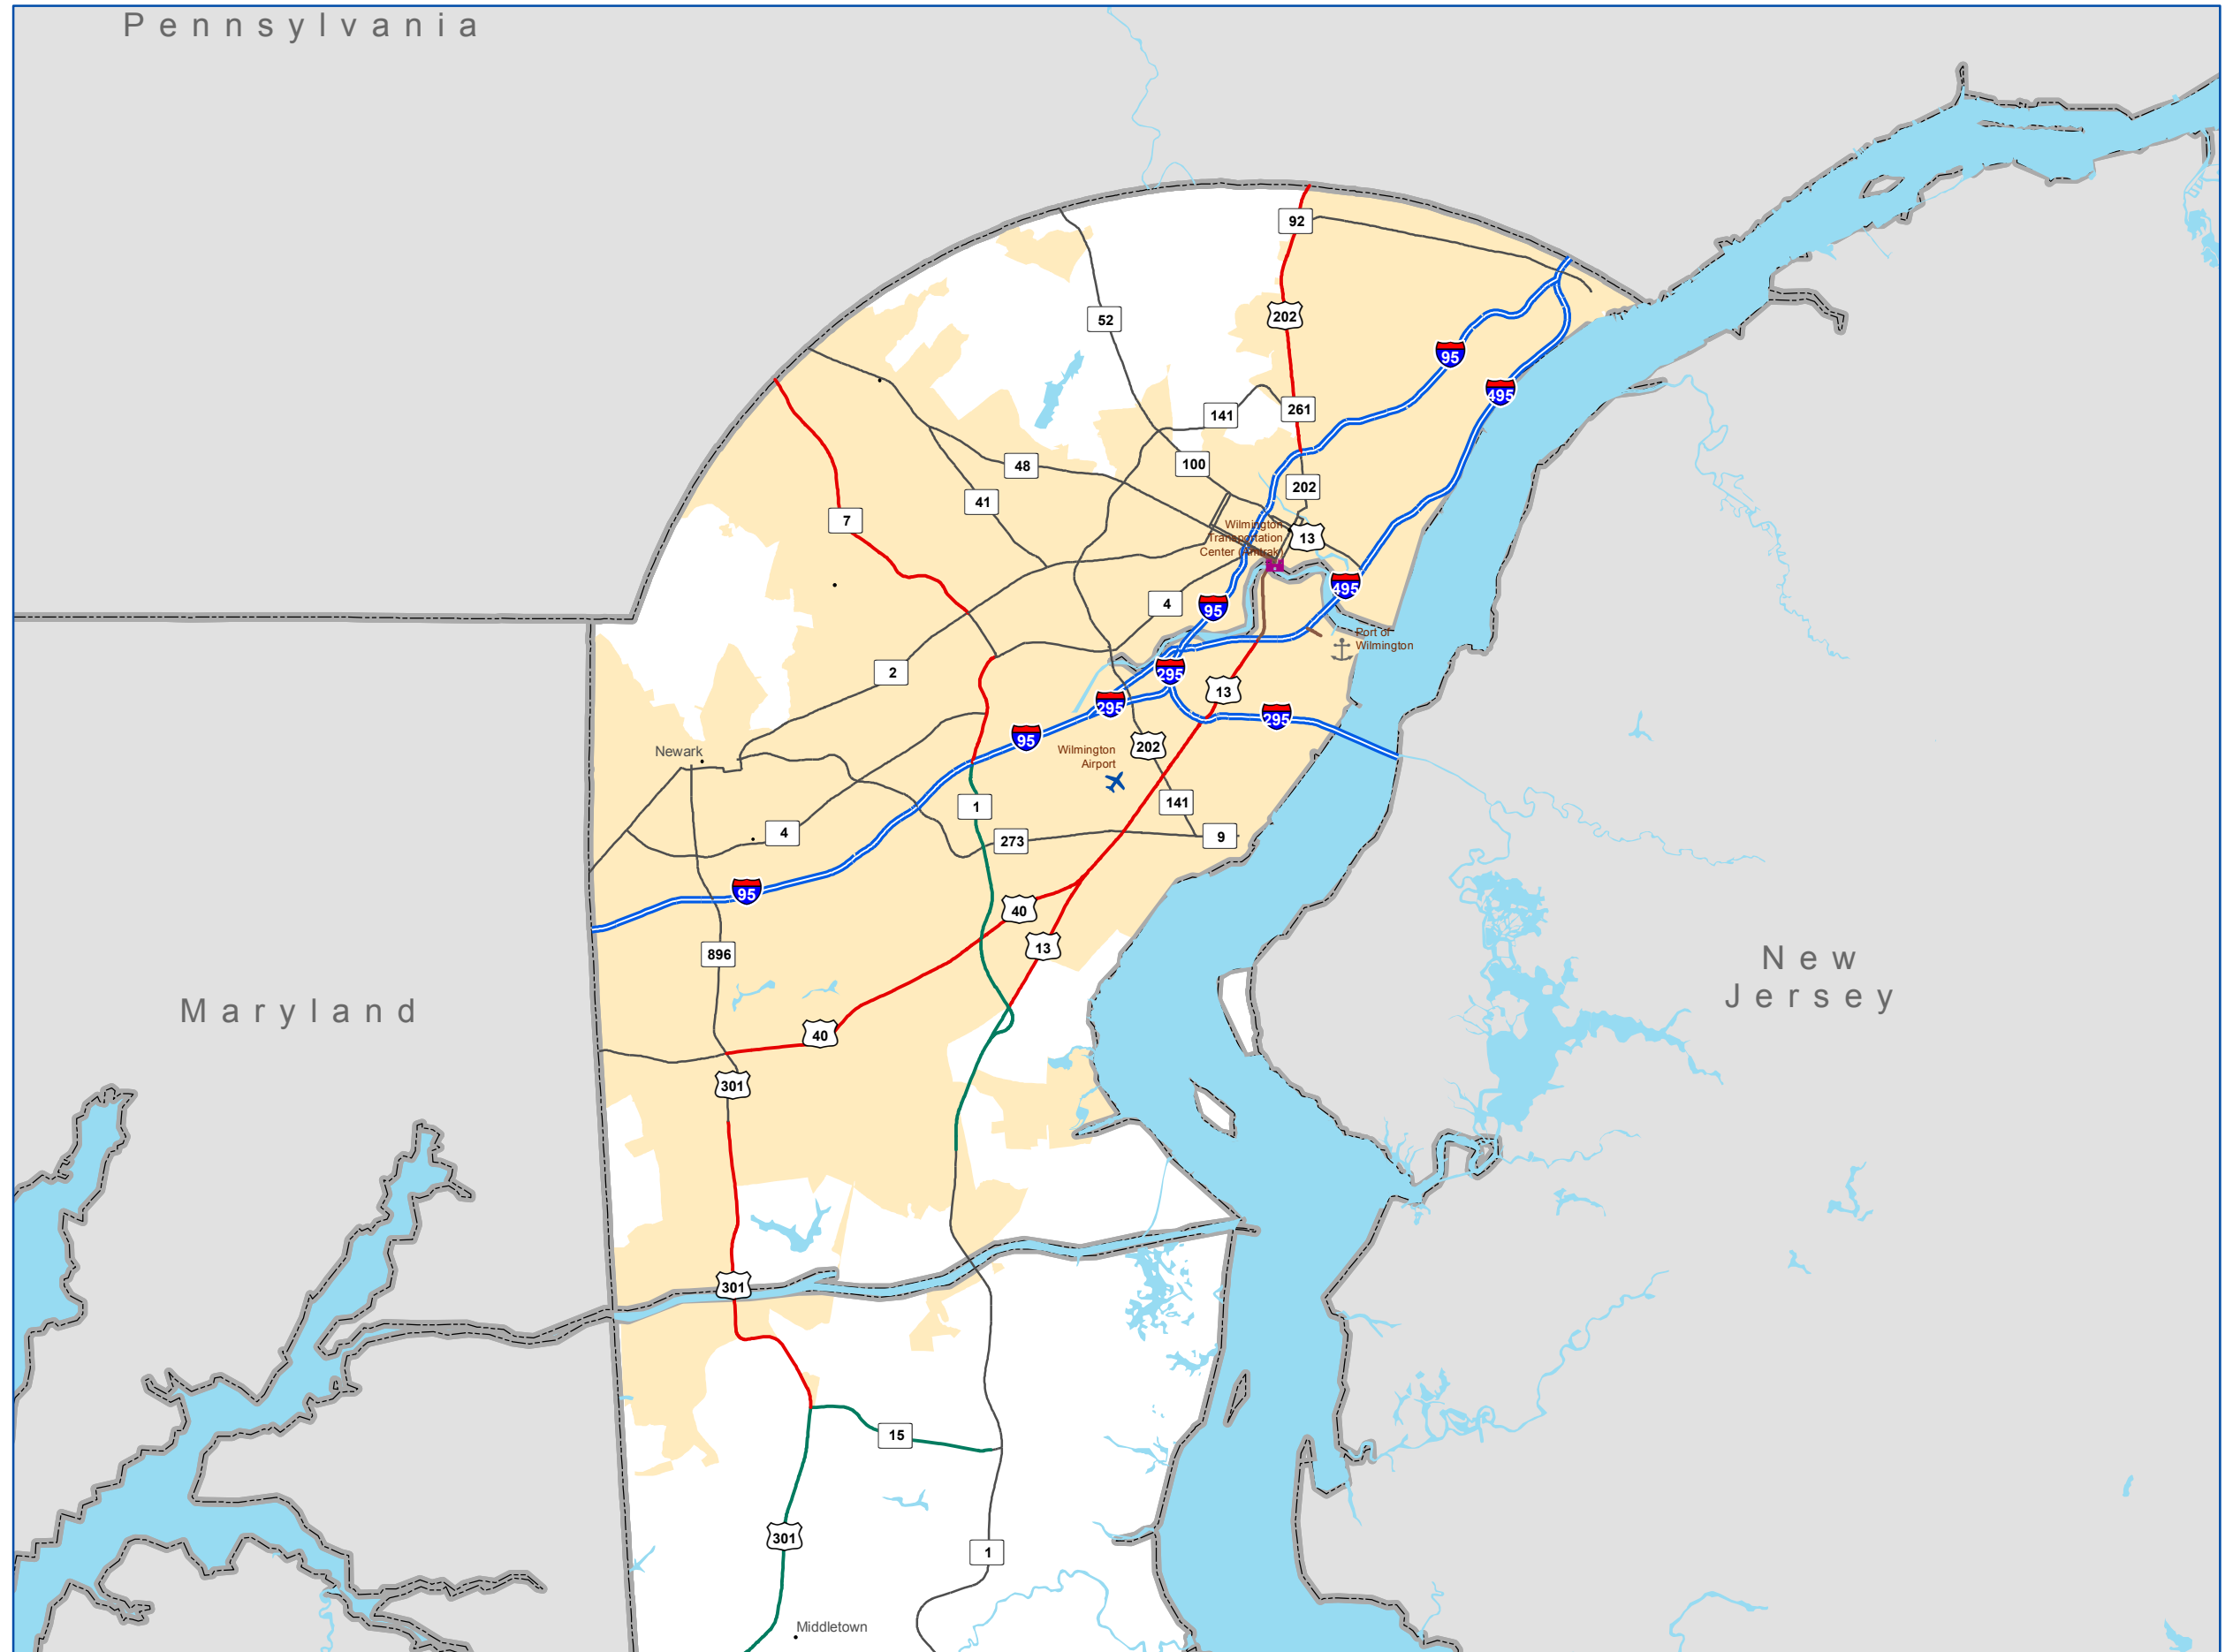 Pennsylvania
92
52
202
95
495
141
261
100
48
202
41
7
Wilmington
Transportation
Center (Amtrak)
13
495
4
95
Port of
Wilmington
2
295
13
295
295
95
202
Newark
Wilmington
Airport
1
141
4
273
9
95
40
13
896
New
Jersey
Maryland
40
301
301
15
301
1
Middletown